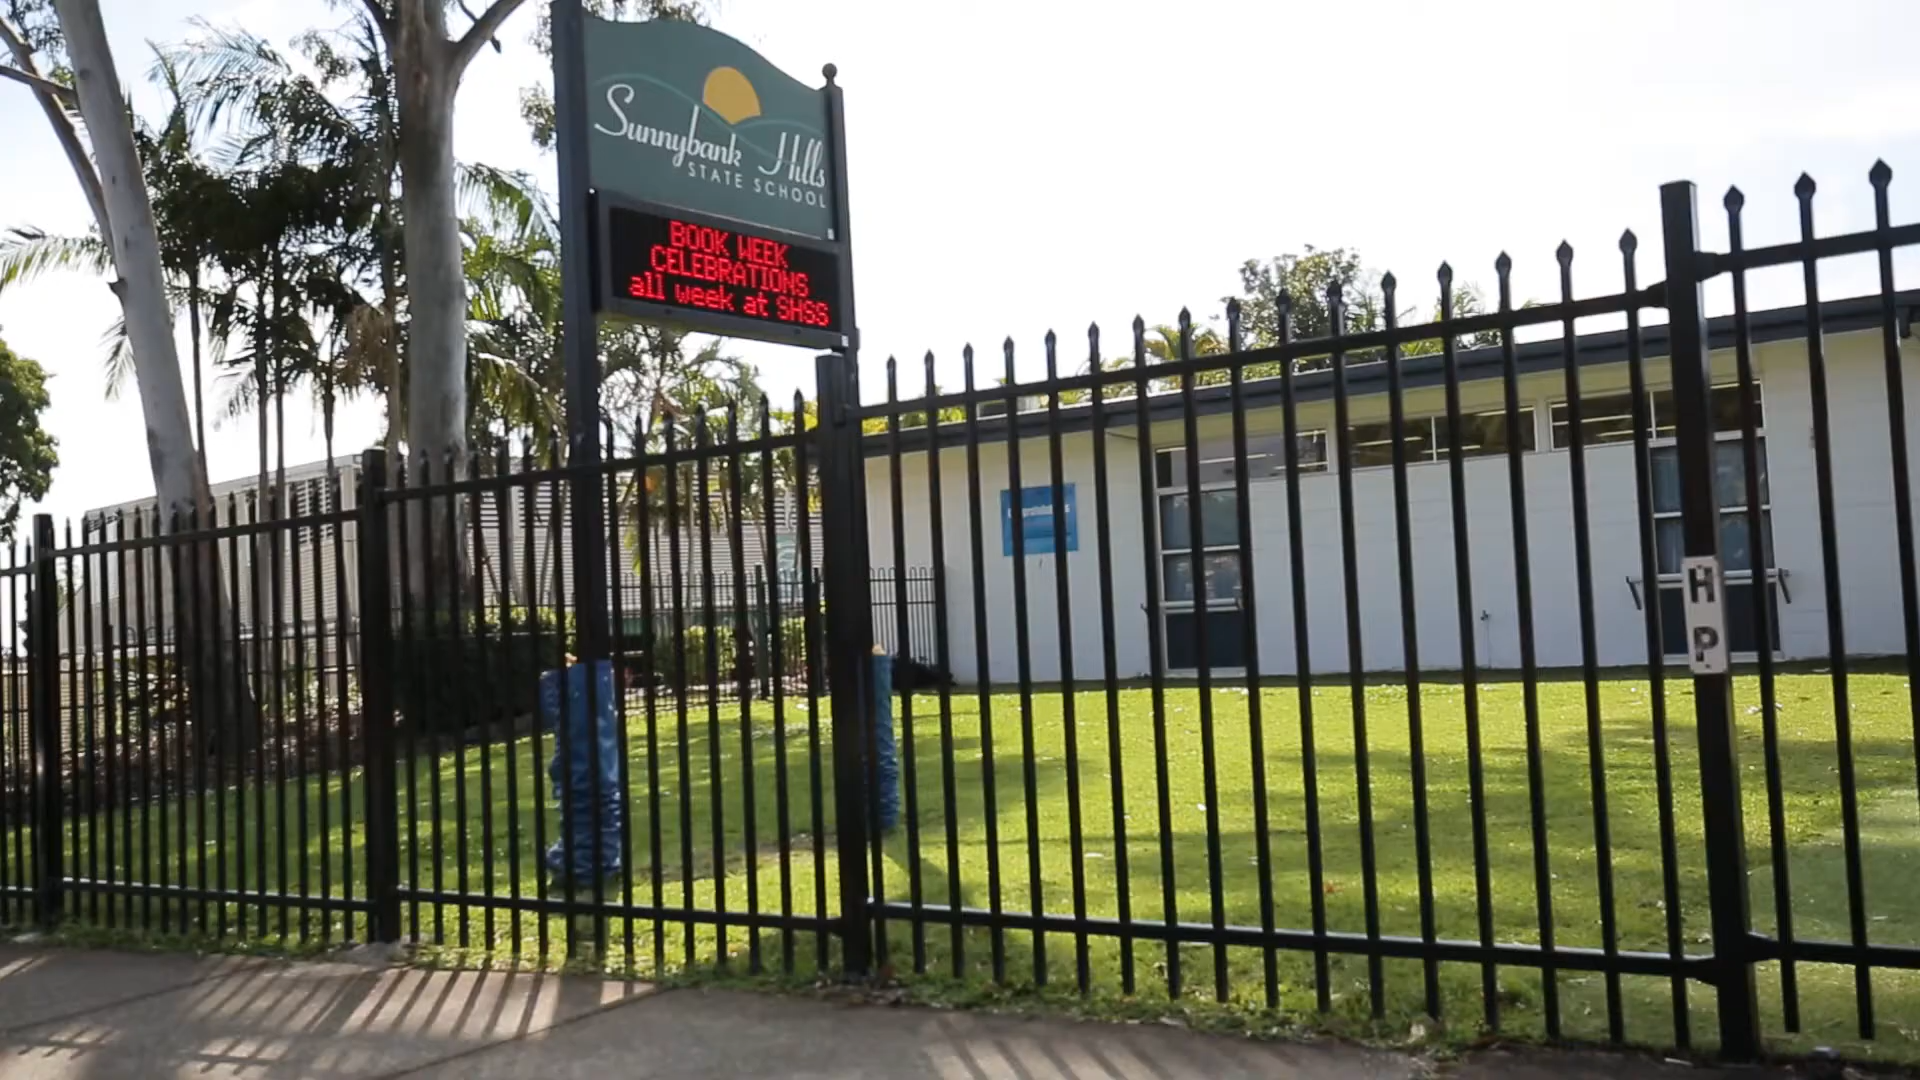 Sunnybank Hills
STATE SCHOOL
BOOK WEEK
CELEBRATIONS
all week at SHSS
H
P